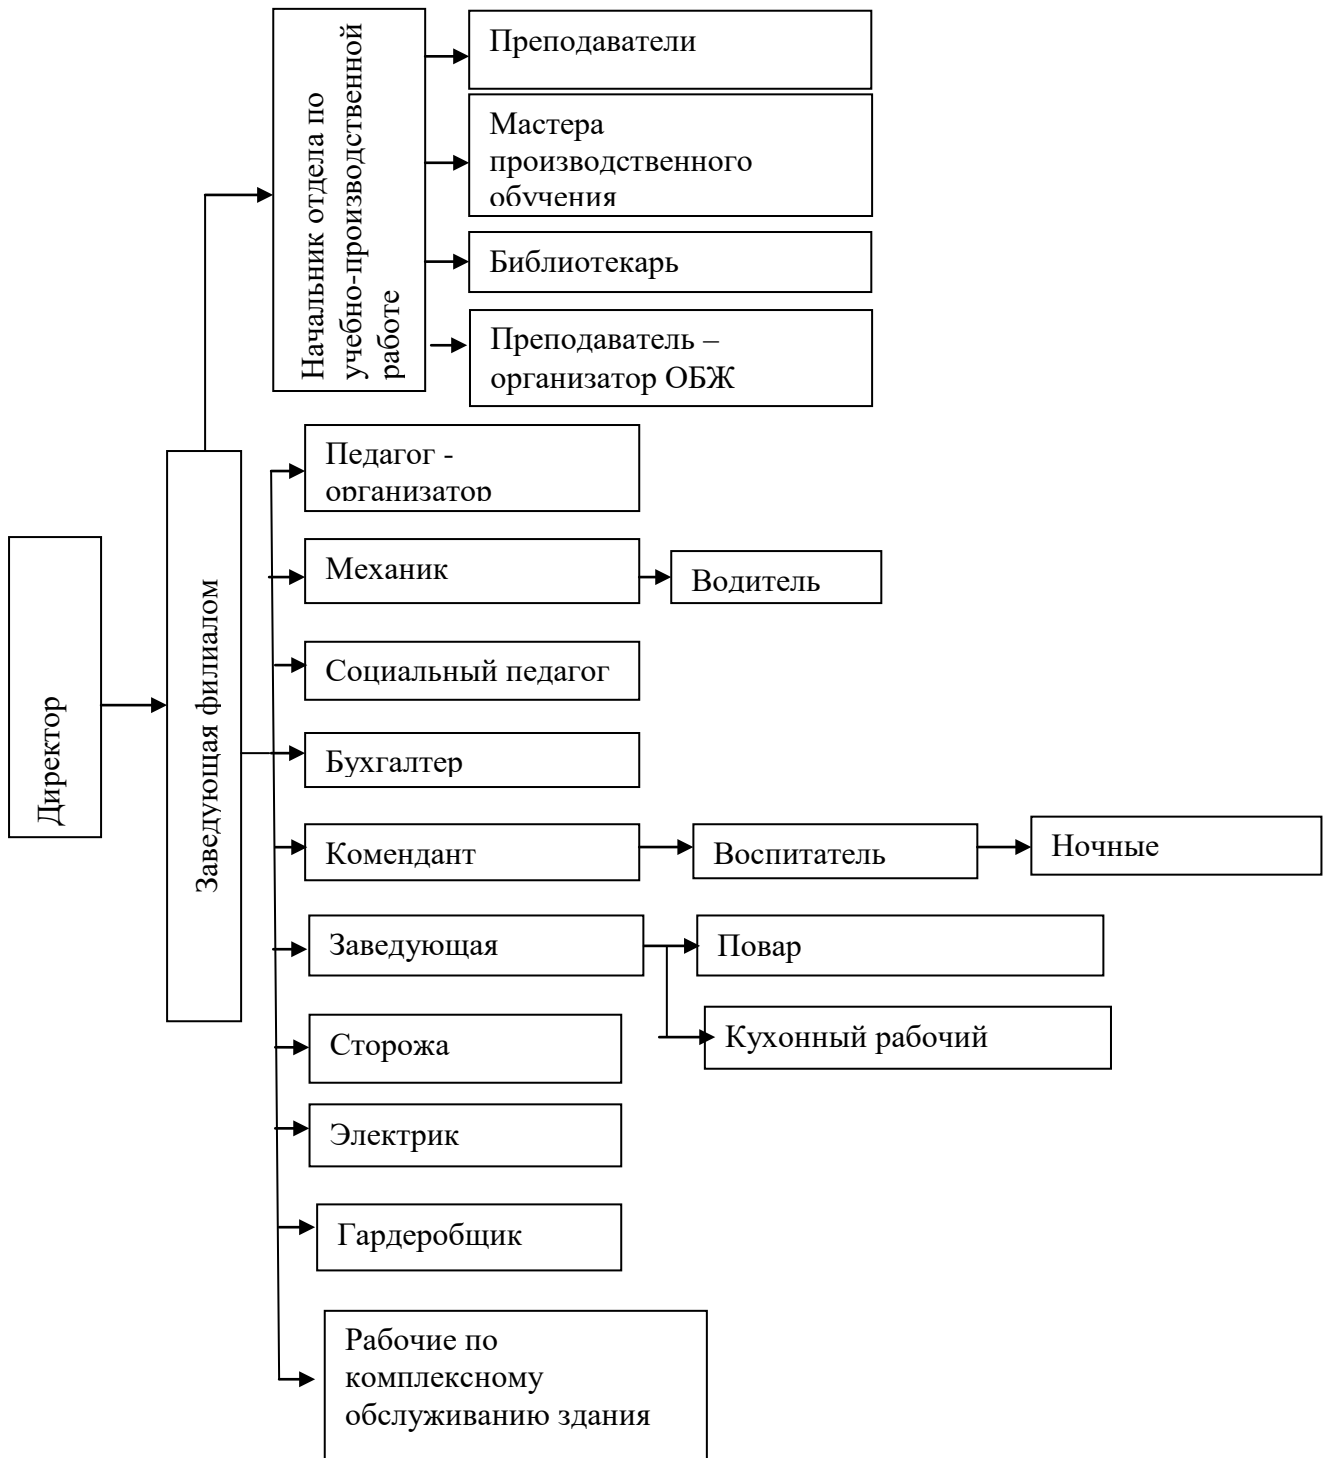 Директор
Заведующая филиалом
Начальник отдела по
учебно-производственной
работе
Преподаватели
Мастера
производственного
обучения
Библиотекарь
Преподаватель –
организатор ОБЖ
Педагог -
организатор
Механик
Водитель
Социальный педагог
Бухгалтер
Комендант
Воспитатель
Ночные
Заведующая
Повар
Кухонный рабочий
Сторожа
Электрик
Гардеробщик
Рабочие по
комплексному
обслуживанию здания